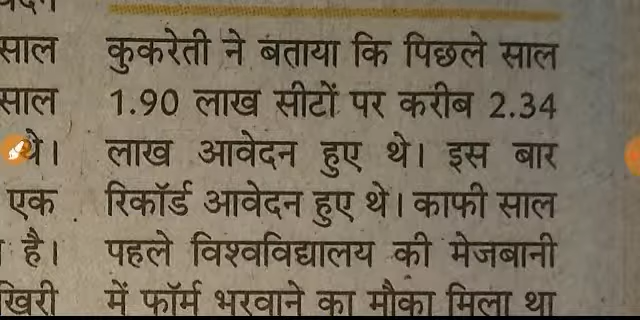 साल
साल
थे।
एक
है।
खिरी
कुकरेती ने बताया कि पिछले साल
1.90 लाख सीटों पर करीब 2.34
लाख आवेदन हुए थे। इस बार
रिकॉर्ड आवेदन हुए थे। काफी साल
पहले विश्वविद्यालय की मेजबानी
में फॉर्म भरवाने का मौका मिला था